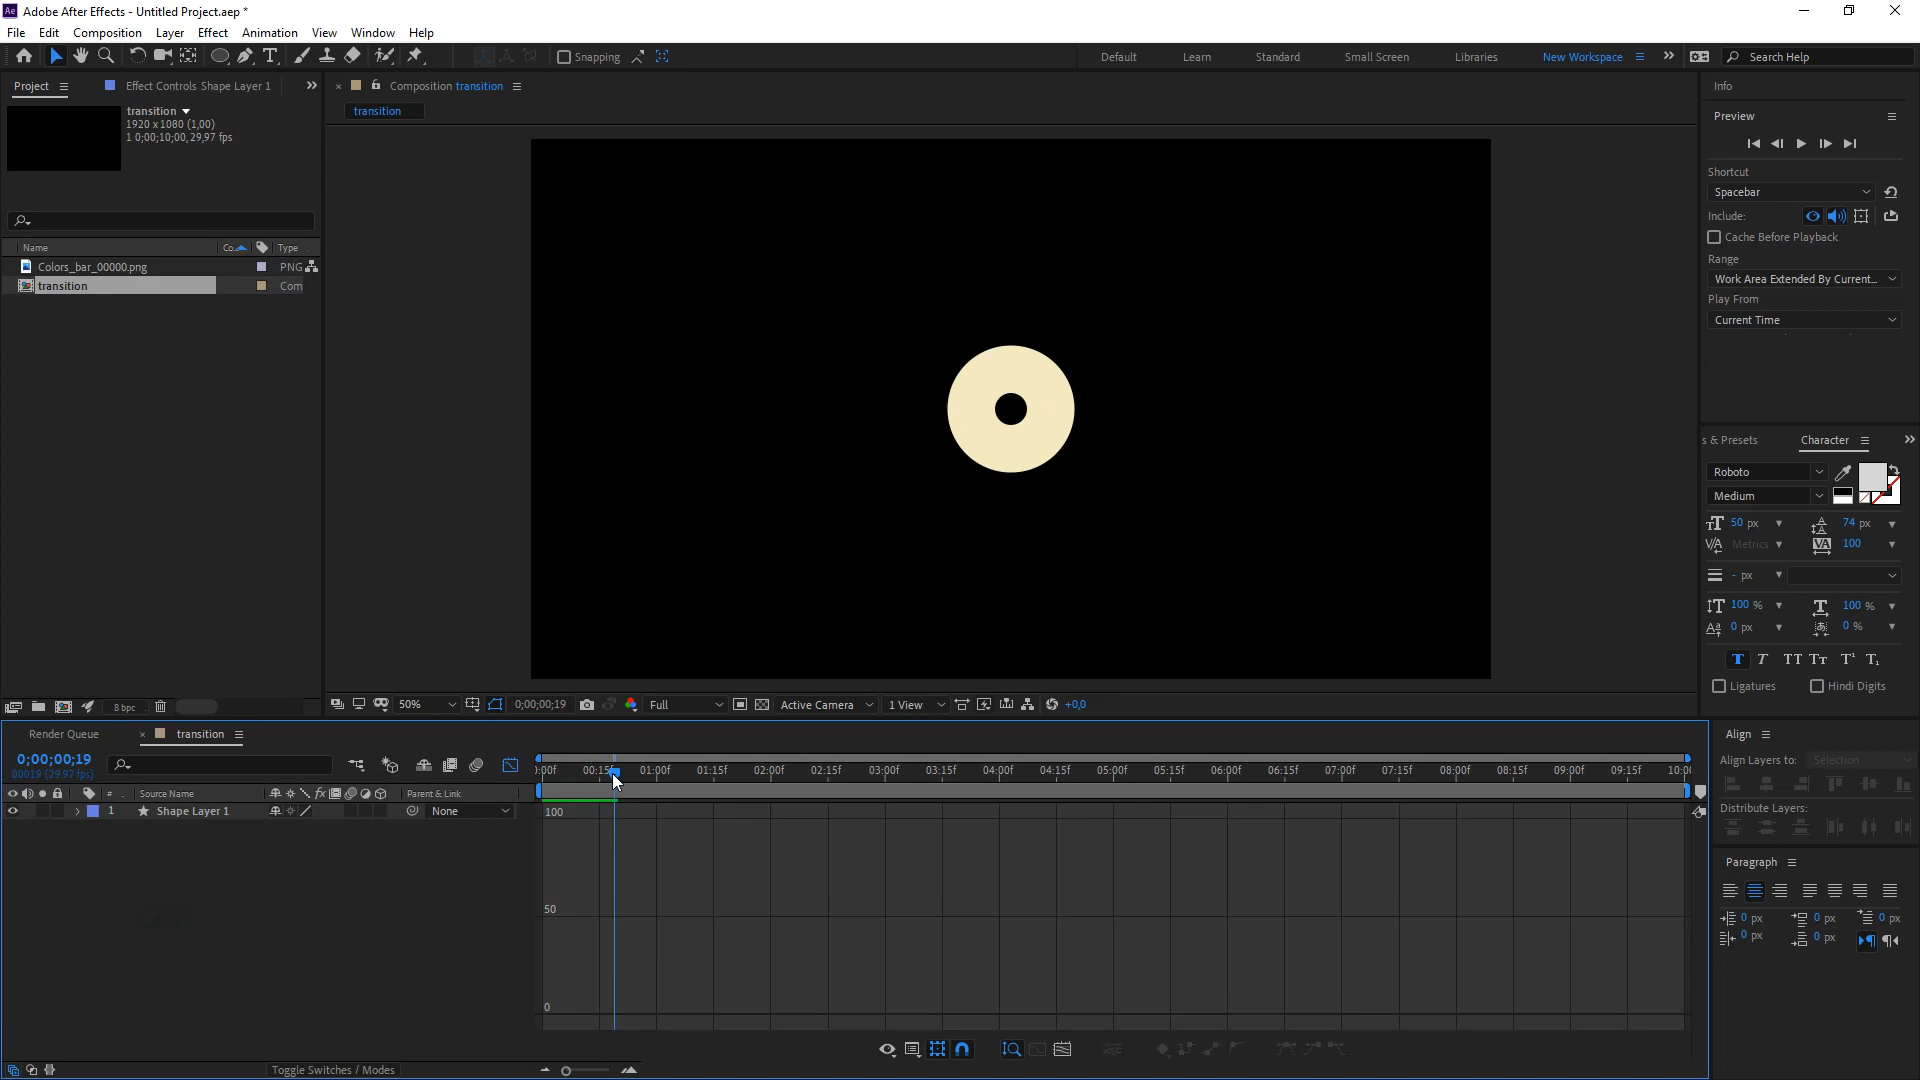 Ae Adobe After Effects - Untitled Project.aep *
File Edit Composition Layer Effect Animation View Window Help
Snapping
Default Learn Standard Small Screen Libraries New Workspace Search Help
Project Effect Controls Shape Layer 1
transition
1920 x1080 (1,00)
1 0;00;10;00, 29,97 fps
Name Co.. Type
Colors_bar_00000.png PNG
transition Com
8 bpc
Composition transition
transition
50% 0;00;00;19 Full Active Camera 1 View +0,0
Info
Preview
Shortcut
Spacebar
Include:
Cache Before Playback
Range
Work Area Extended By Current...
Play From
Current Time
s & Presets Character
Roboto
Medium
50 px 74 px
Metrics 100
- px
100 % 100 %
0 px 0 %
T T TT Tt T¹ T₁
Ligatures Hindi Digits
Render Queue transition
0;00;00;19
00019 (29.97 fps)
:00f 00:15f 01:00f 01:15f 02:00f 02:15f 03:00f 03:15f 04:00f 04:15f 05:00f 05:15f 06:00f 06:15f 07:00f 07:15f 08:00f 08:15f 09:00f 09:15f 10:0
# . Source Name fx Parent & Link
1 Shape Layer 1 None
100
50
0
Toggle Switches / Modes
Align
Align Layers to: Selection
Distribute Layers:
Paragraph
0 px 0 px 0 px
0 px 0 px